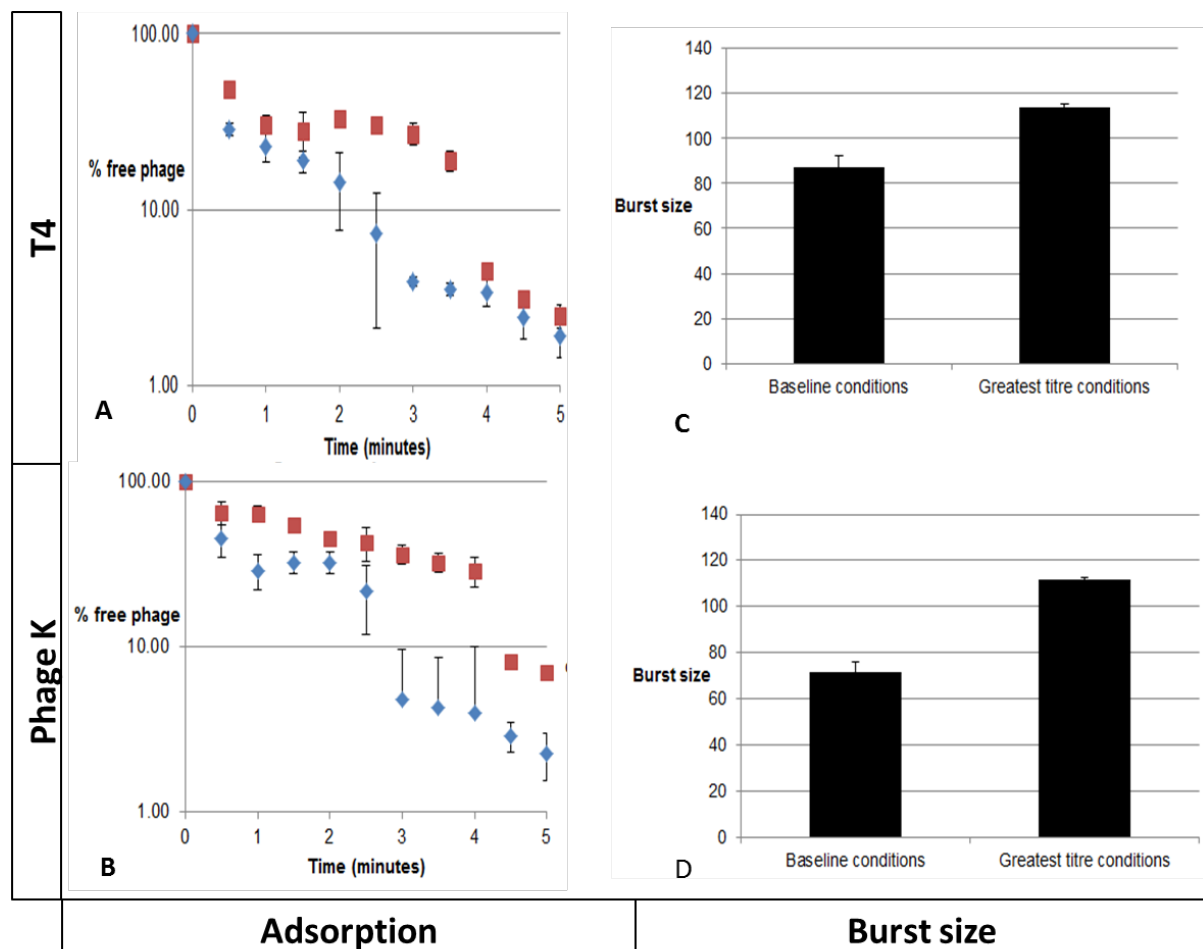 T4
100.00
% free phage
10.00
1.00
0 1 2 3 4 5
A
Time (minutes)
140
120
100
80
Burst size
60
40
20
0
Baseline conditions Greatest titre conditions
C
Phage K
100.00
% free phage
10.00
1.00
0 1 2 3 4 5
B
Time (minutes)
140
120
100
80
Burst size
60
40
20
0
Baseline conditions Greatest titre conditions
D
Adsorption Burst size